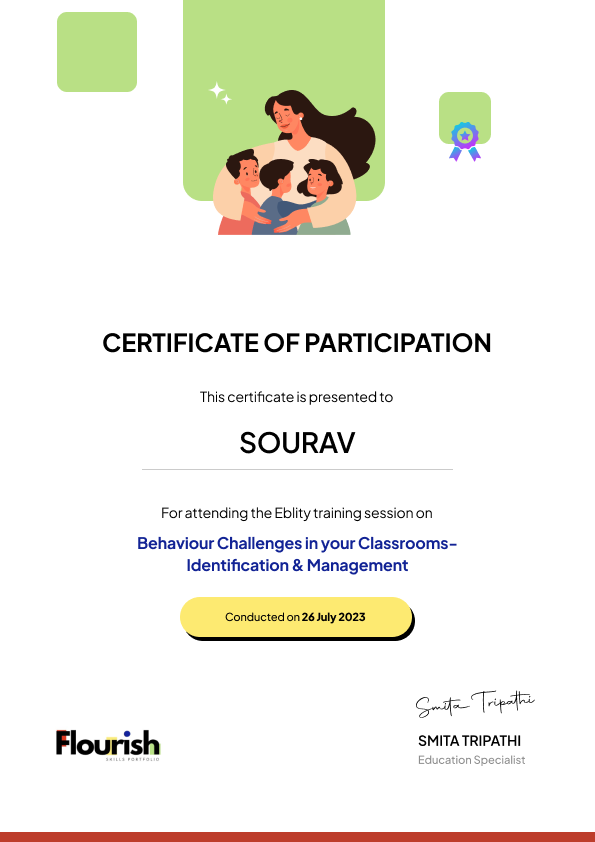 CERTIFICATE OF PARTICIPATION
This certificate is presented to
SOURAV
For attending the Eblity training session on
Behaviour Challenges in your Classrooms-
Identification & Management
Conducted on 26 July 2023
Smita Tripathi
SMITA TRIPATHI
Education Specialist
Flourish
SKILLS PORTFOLIO